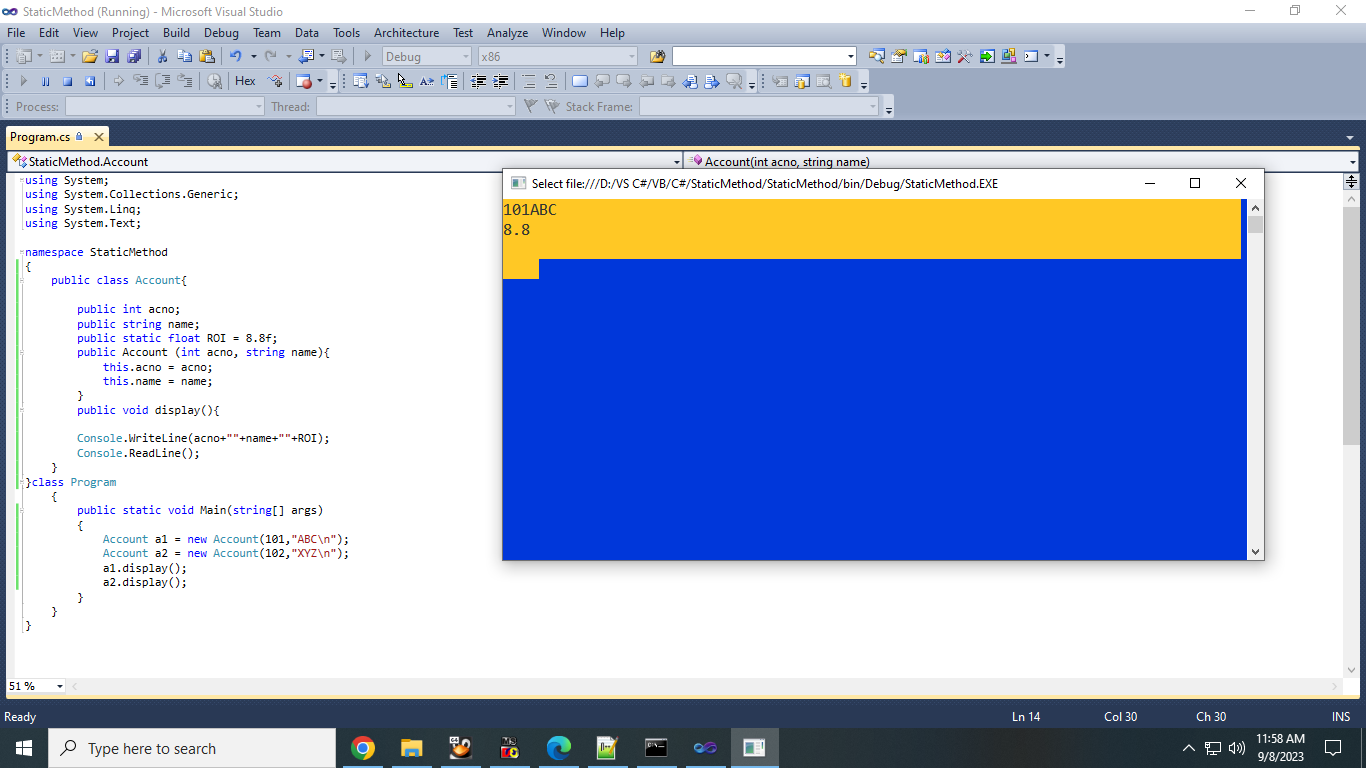 StaticMethod (Running) - Microsoft Visual Studio
File Edit View Project Build Debug Team Data Tools Architecture Test Analyze Window Help
Debug x86
Hex
Process: Thread: Stack Frame:
Program.cs
StaticMethod.Account
Account(int acno, string name)
using System;
using System.Collections.Generic;
using System.Linq;
using System.Text;
namespace StaticMethod
{
public class Account{
public int acno;
public string name;
public static float ROI = 8.8f;
public Account (int acno, string name){
this.acno = acno;
this.name = name;
}
public void display(){
Console.WriteLine(acno+""+name+""+ROI);
Console.ReadLine();
}
}class Program
{
public static void Main(string[] args)
{
Account a1 = new Account(101,"ABC\n");
Account a2 = new Account(102,"XYZ\n");
a1.display();
a2.display();
}
}
}
Select file:///D:/VS C#/VB/C#/StaticMethod/StaticMethod/bin/Debug/StaticMethod.EXE
101ABC
8.8
51 %
Ready Ln 14 Col 30 Ch 30 INS
Type here to search
11:58 AM
9/8/2023